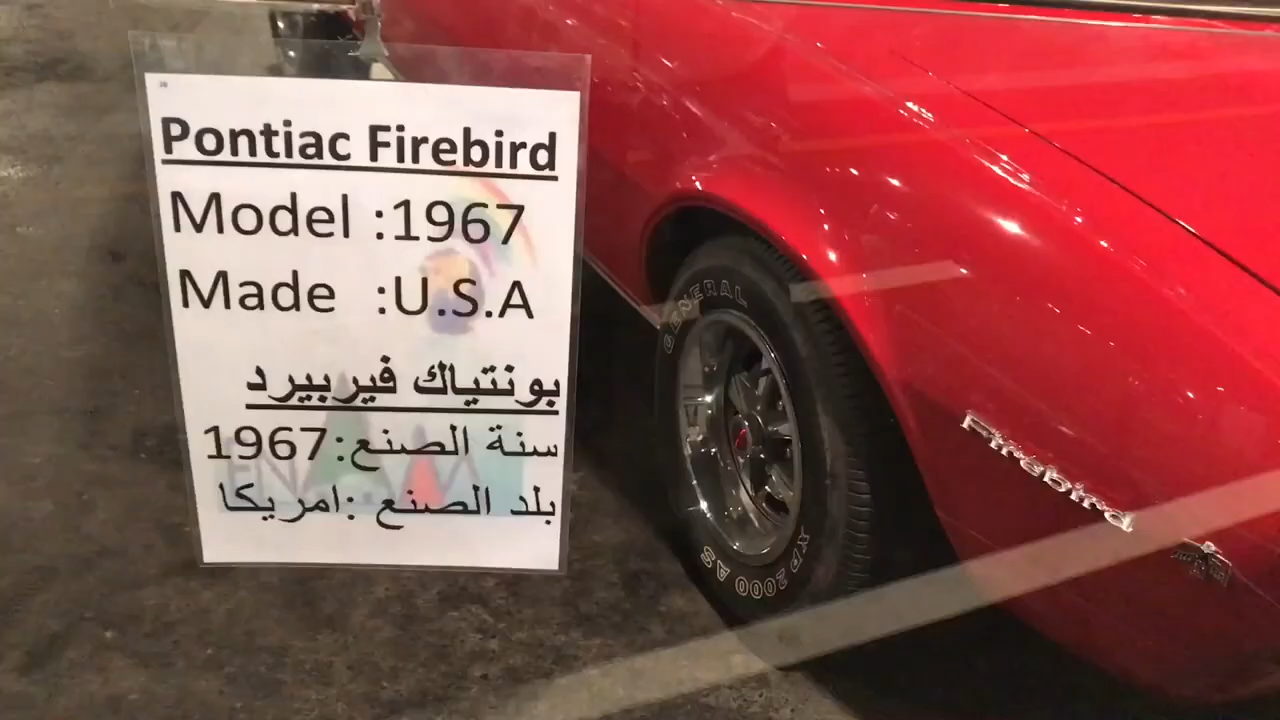 Pontiac Firebird
Model :1967
Made :U.S.A
بونتياك فيربيرد
سنة الصنع:1967
بلد الصنع :امريكا
GENERAL
XP 2000 AS
Firebird